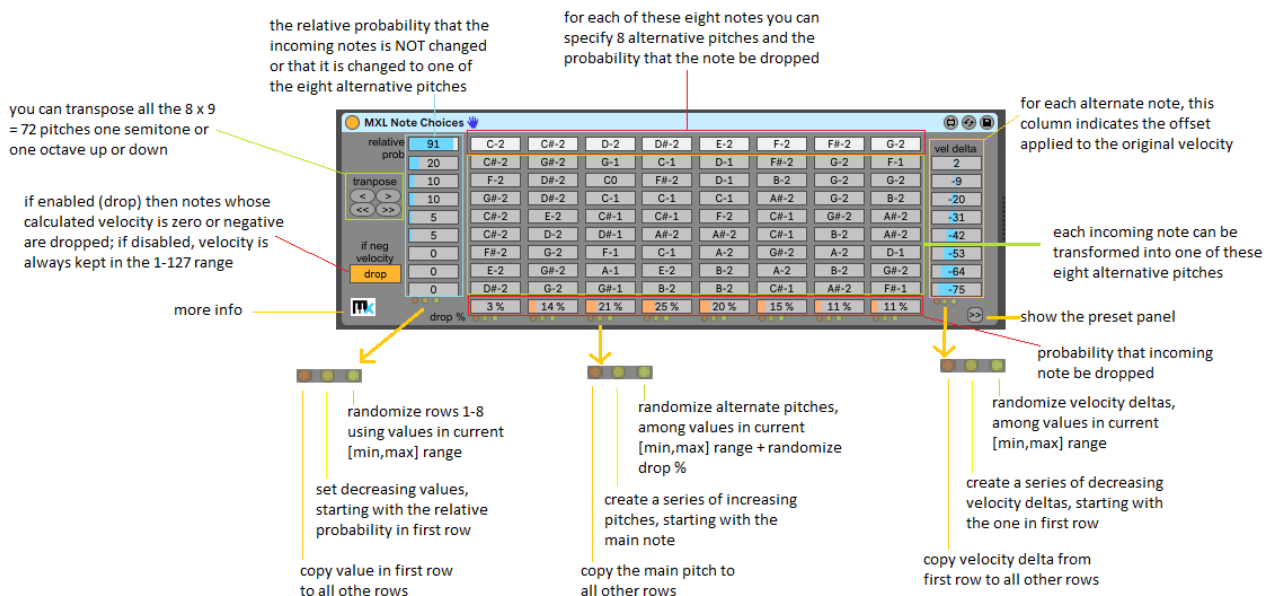 the relative probability that the
incoming notes is NOT changed
or that it is changed to one of
the eight alternative pitches
for each of these eight notes you can
specify 8 alternative pitches and the
probability that the note be dropped
you can transpose all the 8 x 9
= 72 pitches one semitone or
one octave up or down
for each alternate note, this
column indicates the offset
applied to the original velocity
if enabled (drop) then notes whose
calculated velocity is zero or negative
are dropped; if disabled, velocity is
always kept in the 1-127 range
more info
MXL Note Choices
relative prob 91 C-2 C#-2 D-2 D#-2 E-2 F-2 F#-2 G-2 vel delta
20 C#-2 G#-2 G-1 C-1 D-1 F#-2 G-2 F-1 2
tranpose 10 F-2 D#-2 C0 F#-2 D-1 B-2 G-2 G-2 -9
< > 10 G#-2 D#-2 C-1 C-1 C-1 A#-2 G-2 B-2 -20
<< >> 5 C#-2 E-2 C#-1 C#-1 F-2 C#-1 G#-2 A#-2 -31
5 C#-2 D-2 D#-1 A#-2 A#-2 C#-1 B-2 A#-2 -42
if neg velocity 0 F#-2 G-2 F-1 C-1 A-2 G#-2 A-2 D-1 -53
drop 0 E-2 G#-2 A-1 E-2 B-2 A-2 B-2 G#-2 -64
0 D#-2 G-2 G#-1 B-2 B-2 C#-1 A#-2 F#-1 -75
mx drop % 3 % 14 % 21 % 25 % 20 % 15 % 11 % 11 % >>
each incoming note can be
transformed into one of these
eight alternative pitches
show the preset panel
probability that incoming
note be dropped
randomize rows 1-8
using values in current
[min,max] range
set decreasing values,
starting with the relative
probability in first row
copy value in first row
to all othe rows
randomize alternate pitches,
among values in current
[min,max] range + randomize
drop %
create a series of increasing
pitches, starting with the
main note
copy the main pitch to
all other rows
randomize velocity deltas,
among values in current
[min,max] range
create a series of decreasing
velocity deltas, starting with
the one in first row
copy velocity delta from
first row to all other rows